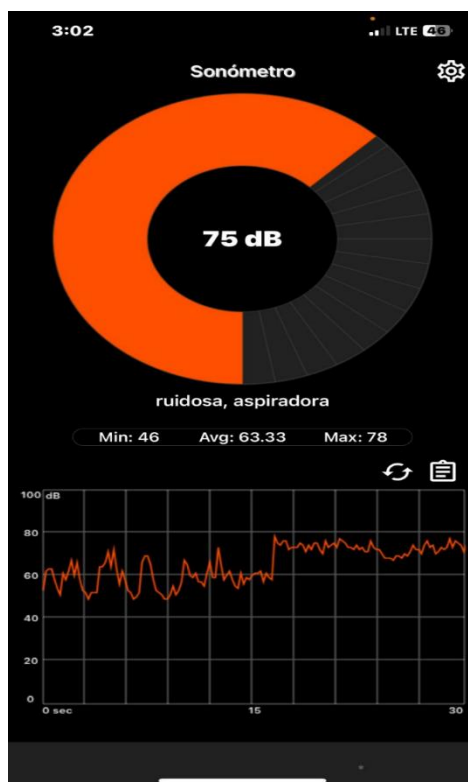 3:02 LTE 46
Sonómetro
75 dB
ruidosa, aspiradora
Min: 46 Avg: 63.33 Max: 78
100 dB
80
60
40
20
0
0 sec 15 30